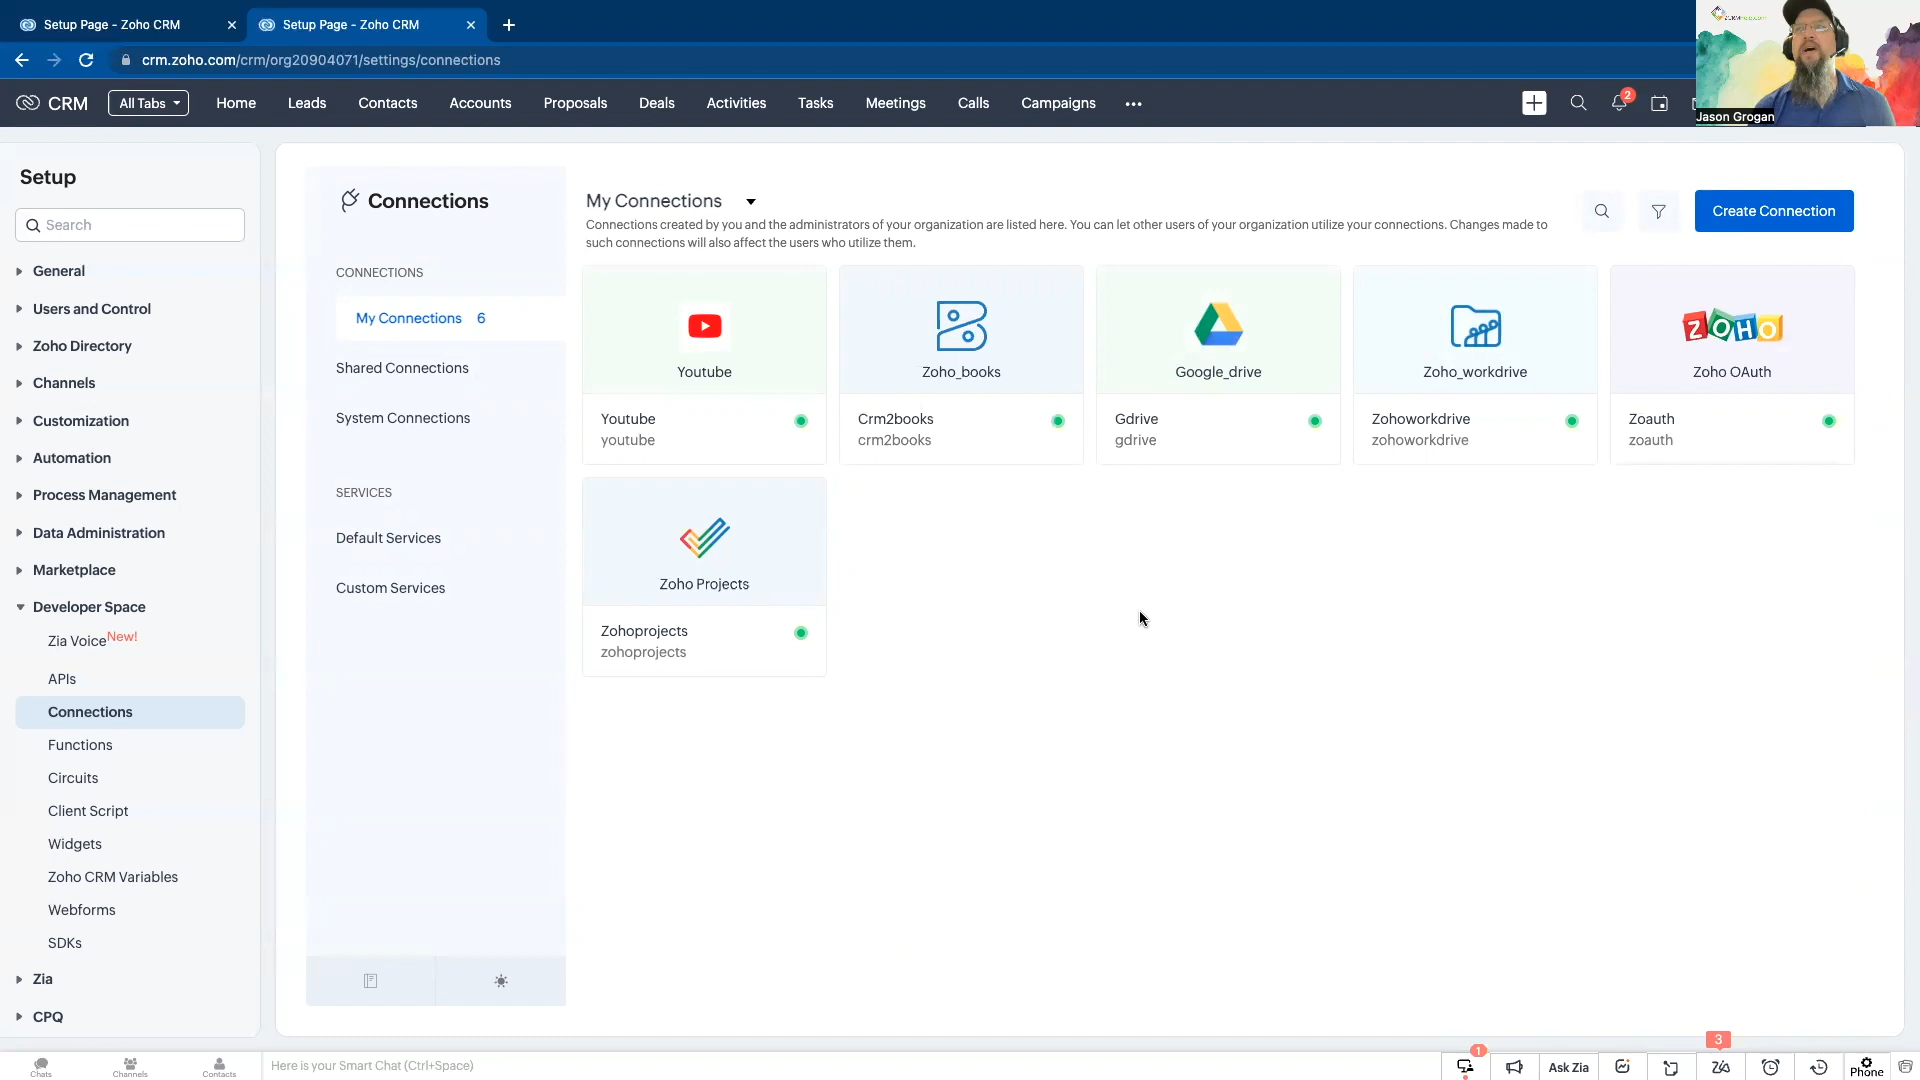 Setup Page - Zoho CRM
Setup Page - Zoho CRM
crm.zoho.com/crm/org20904071/settings/connections
CRM
All Tabs
Home
Leads
Contacts
Accounts
Proposals
Deals
Activities
Tasks
Meetings
Calls
Campaigns
2
Jason Grogan
Setup
Search
General
Users and Control
Zoho Directory
Channels
Customization
Automation
Process Management
Data Administration
Marketplace
Developer Space
Zia Voice New!
APIs
Connections
Functions
Circuits
Client Script
Widgets
Zoho CRM Variables
Webforms
SDKs
Zia
CPQ
Connections
CONNECTIONS
My Connections 6
Shared Connections
System Connections
SERVICES
Default Services
Custom Services
My Connections
Connections created by you and the administrators of your organization are listed here. You can let other users of your organization utilize your connections. Changes made to
such connections will also affect the users who utilize them.
Create Connection
Youtube
Youtube
youtube
Zoho_books
Crm2books
crm2books
Google_drive
Gdrive
gdrive
Zoho_workdrive
Zohoworkdrive
zohoworkdrive
ZOHO
Zoho OAuth
Zoauth
zoauth
Zoho Projects
Zohoprojects
zohoprojects
Chats
Channels
Contacts
Here is your Smart Chat (Ctrl+Space)
1
Ask Zia
3
Phone